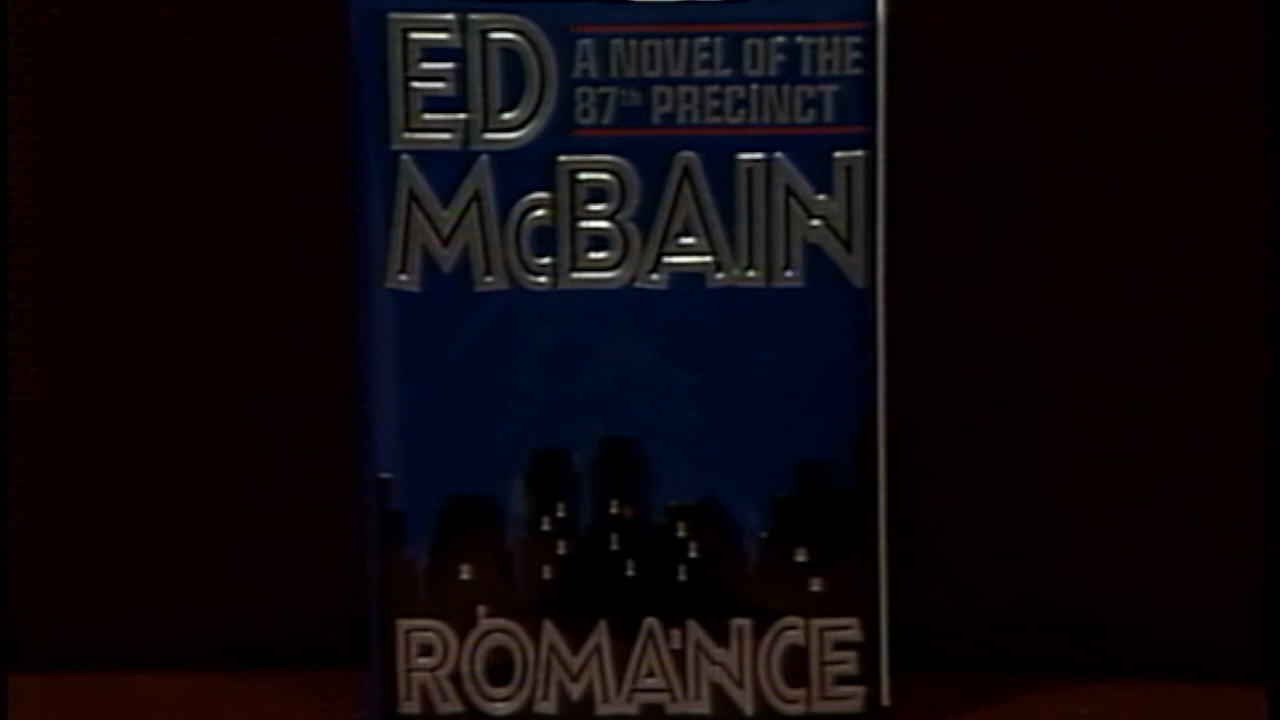 ED
A NOVEL OF THE
87th PRECINCT
McBAIN
ROMANCE